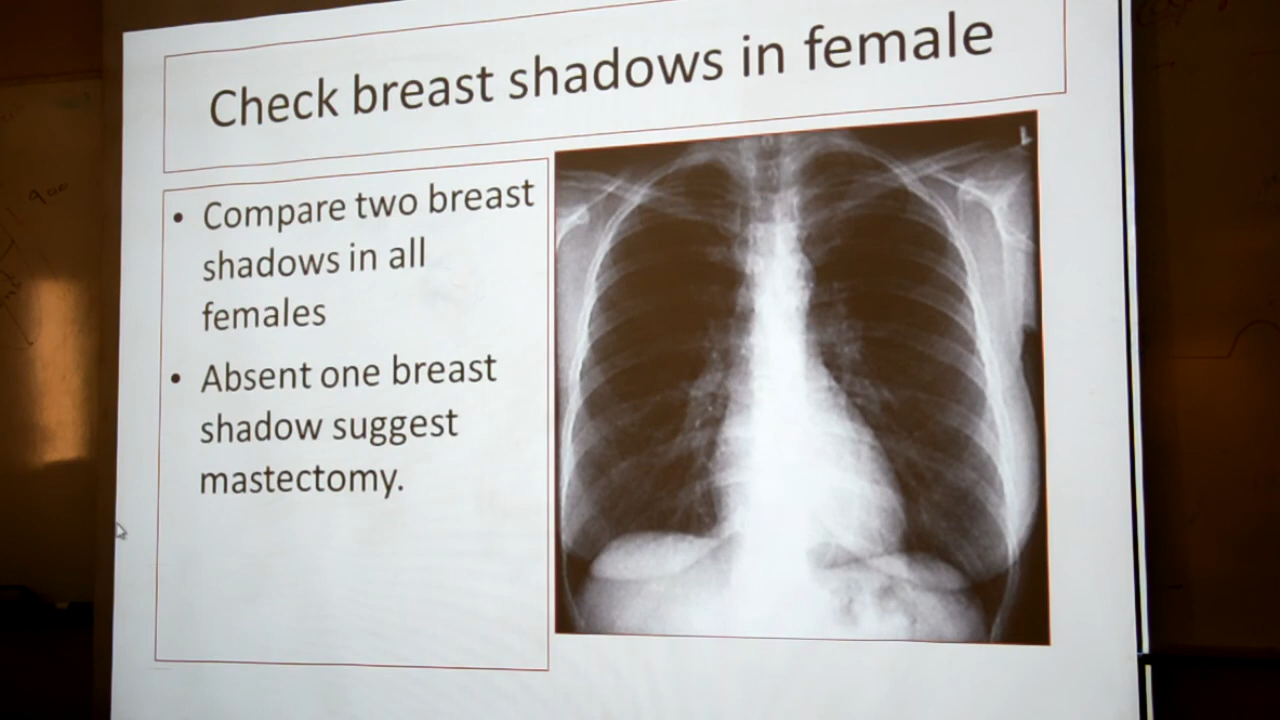 Check breast shadows in female
L
• Compare two breast
shadows in all
females
• Absent one breast
shadow suggest
mastectomy.